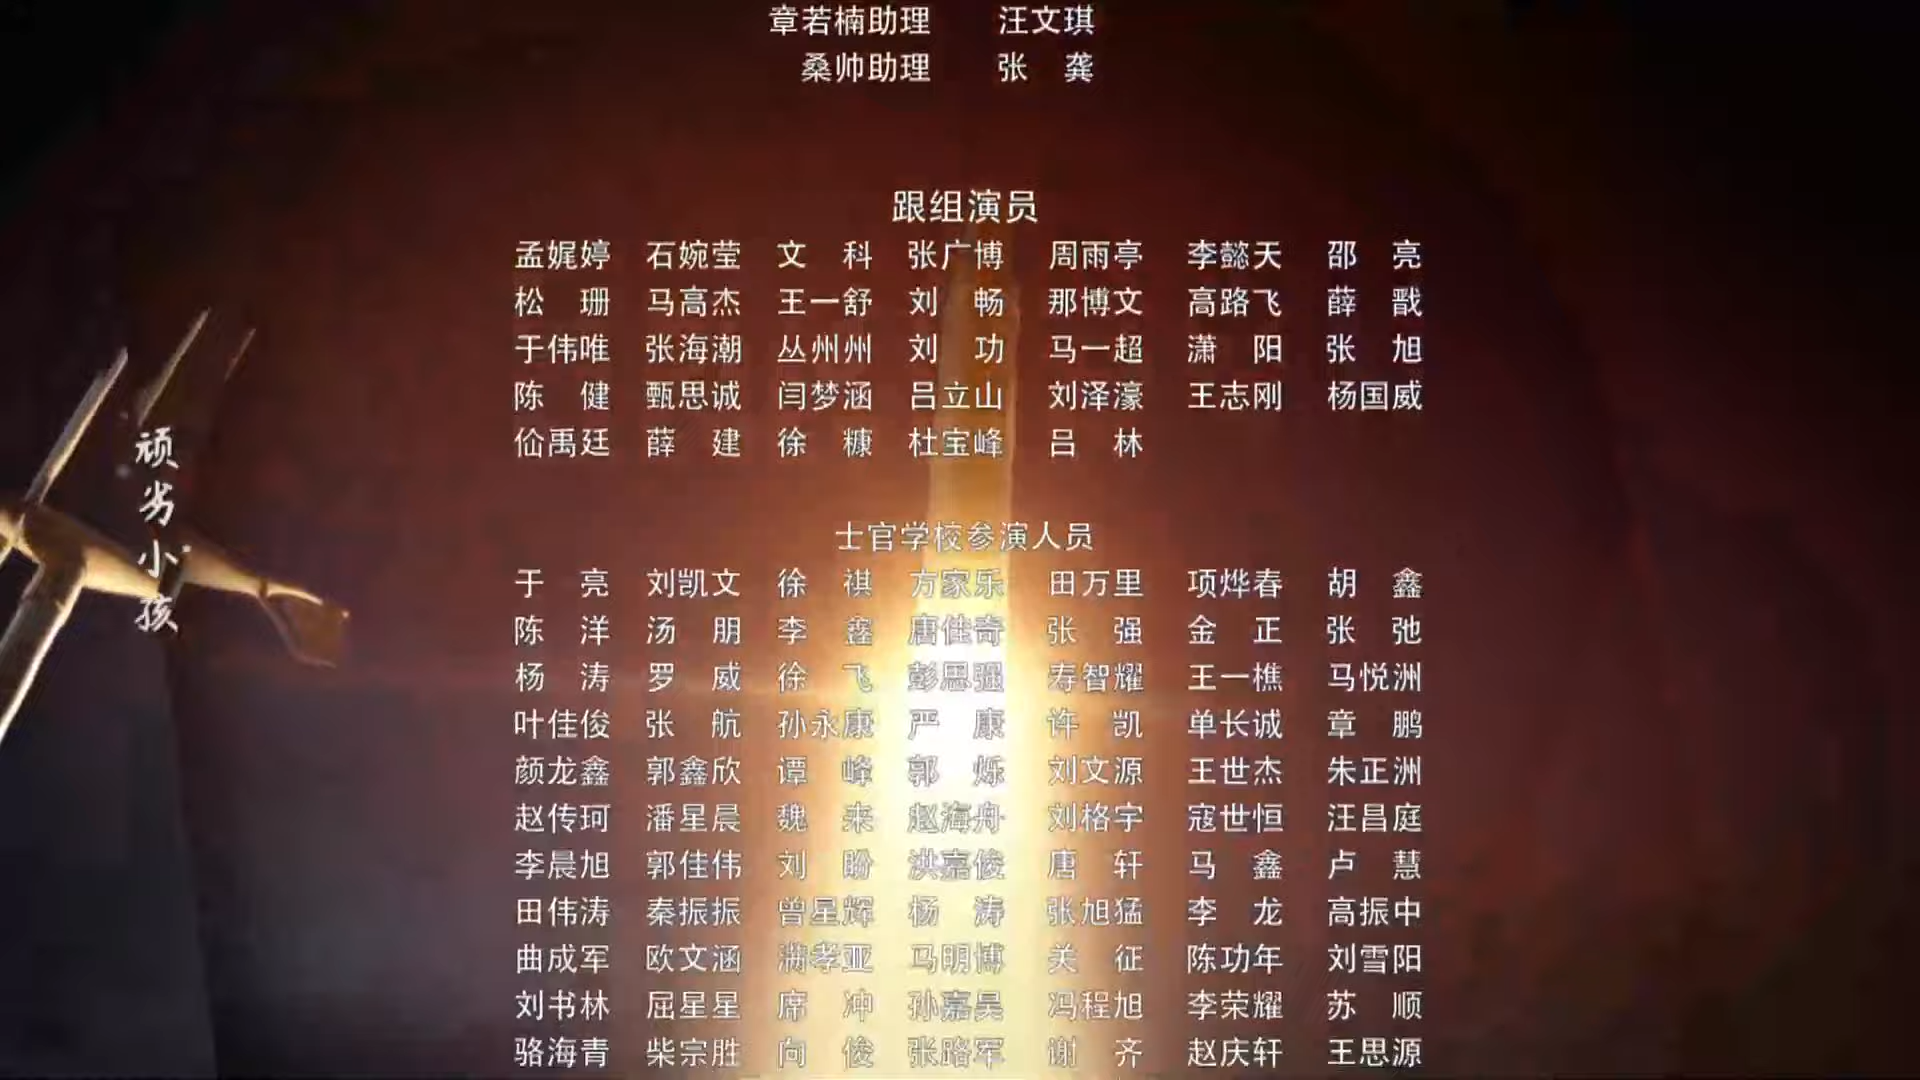 章若楠助理 汪文琪
桑帅助理 张 龚
跟组演员
孟娓婷 石婉莹 文 科 张广博 周雨亭 李懿天 邵 亮
松 珊 马高杰 王一舒 刘 畅 那博文 高路飞 薛 戬
于伟唯 张海潮 丛州州 刘 功 马一超 潇 阳 张 旭
陈 健 甄思诚 闫梦涵 吕立山 刘泽濠 王志刚 杨国威
佡禹廷 薛 建 徐 糠 杜宝峰 吕 林
顽劣小孩
士官学校参演人员
于 亮 刘凯文 徐 祺 方家乐 田万里 项烨春 胡 鑫
陈 洋 汤 朋 李 鑫 唐佳奇 张 强 金 正 张 弛
杨 涛 罗 威 徐 飞 彭思强 寿智耀 王一樵 马悦洲
叶佳俊 张 航 孙永康 严 康 许 凯 单长诚 章 鹏
颜龙鑫 郭鑫欣 谭 峰 郭 烁 刘文源 王世杰 朱正洲
赵传珂 潘星晨 魏 来 赵海舟 刘格宇 寇世恒 汪昌庭
李晨旭 郭佳伟 刘 盼 洪嘉俊 唐 轩 马 鑫 卢 慧
田伟涛 秦振振 曾星辉 杨 涛 张旭猛 李 龙 高振中
曲成军 欧文涵 满孝亚 马明博 关 征 陈功年 刘雪阳
刘书林 屈星星 席 冲 孙嘉昊 冯程旭 李荣耀 苏 顺
骆海青 柴宗胜 向 俊 张路军 谢 齐 赵庆轩 王思源